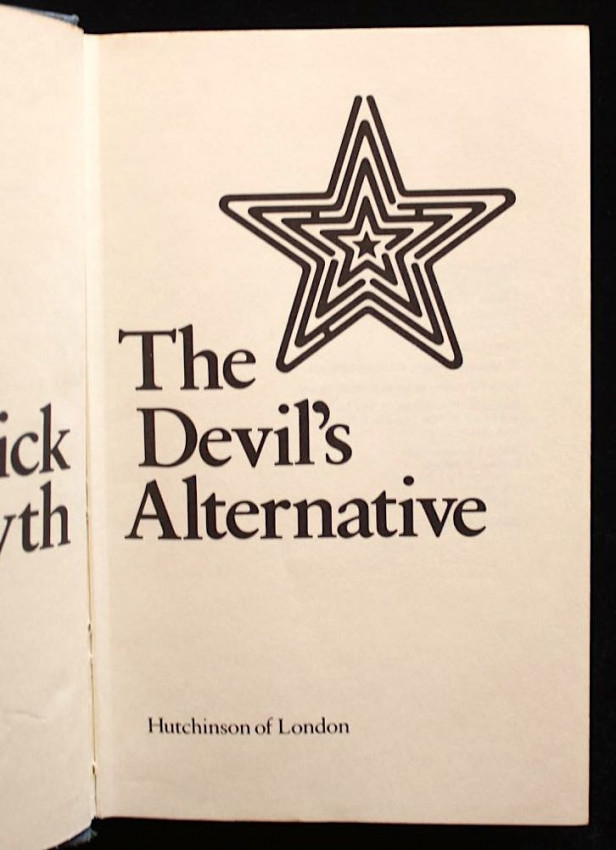 ick
yth
The
Devil's
Alternative
Hutchinson of London